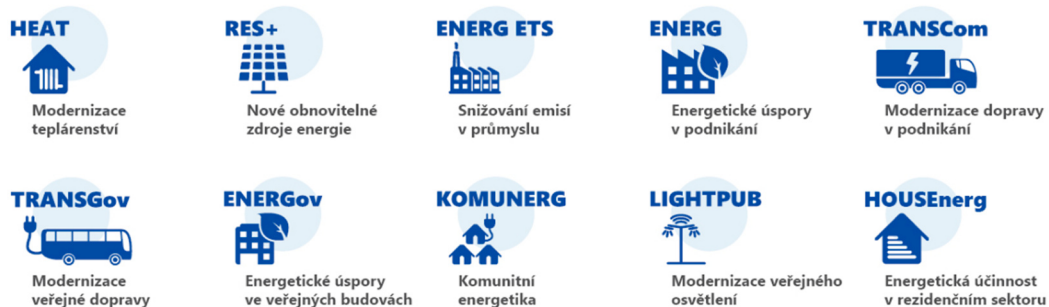 HEAT
Modernizace
teplárenství
RES+
Nové obnovitelné
zdroje energie
ENERG ETS
Snižování emisí
v průmyslu
ENERG
Energetické úspory
v podnikání
TRANSCom
Modernizace dopravy
v podnikání
TRANSGov
Modernizace
veřejné dopravy
ENERGov
Energetické úspory
ve veřejných budovách
KOMUNERG
Komunitní
energetika
LIGHTPUB
Modernizace veřejného
osvětlení
HOUSEnerg
Energetická účinnost
v rezidenčním sektoru